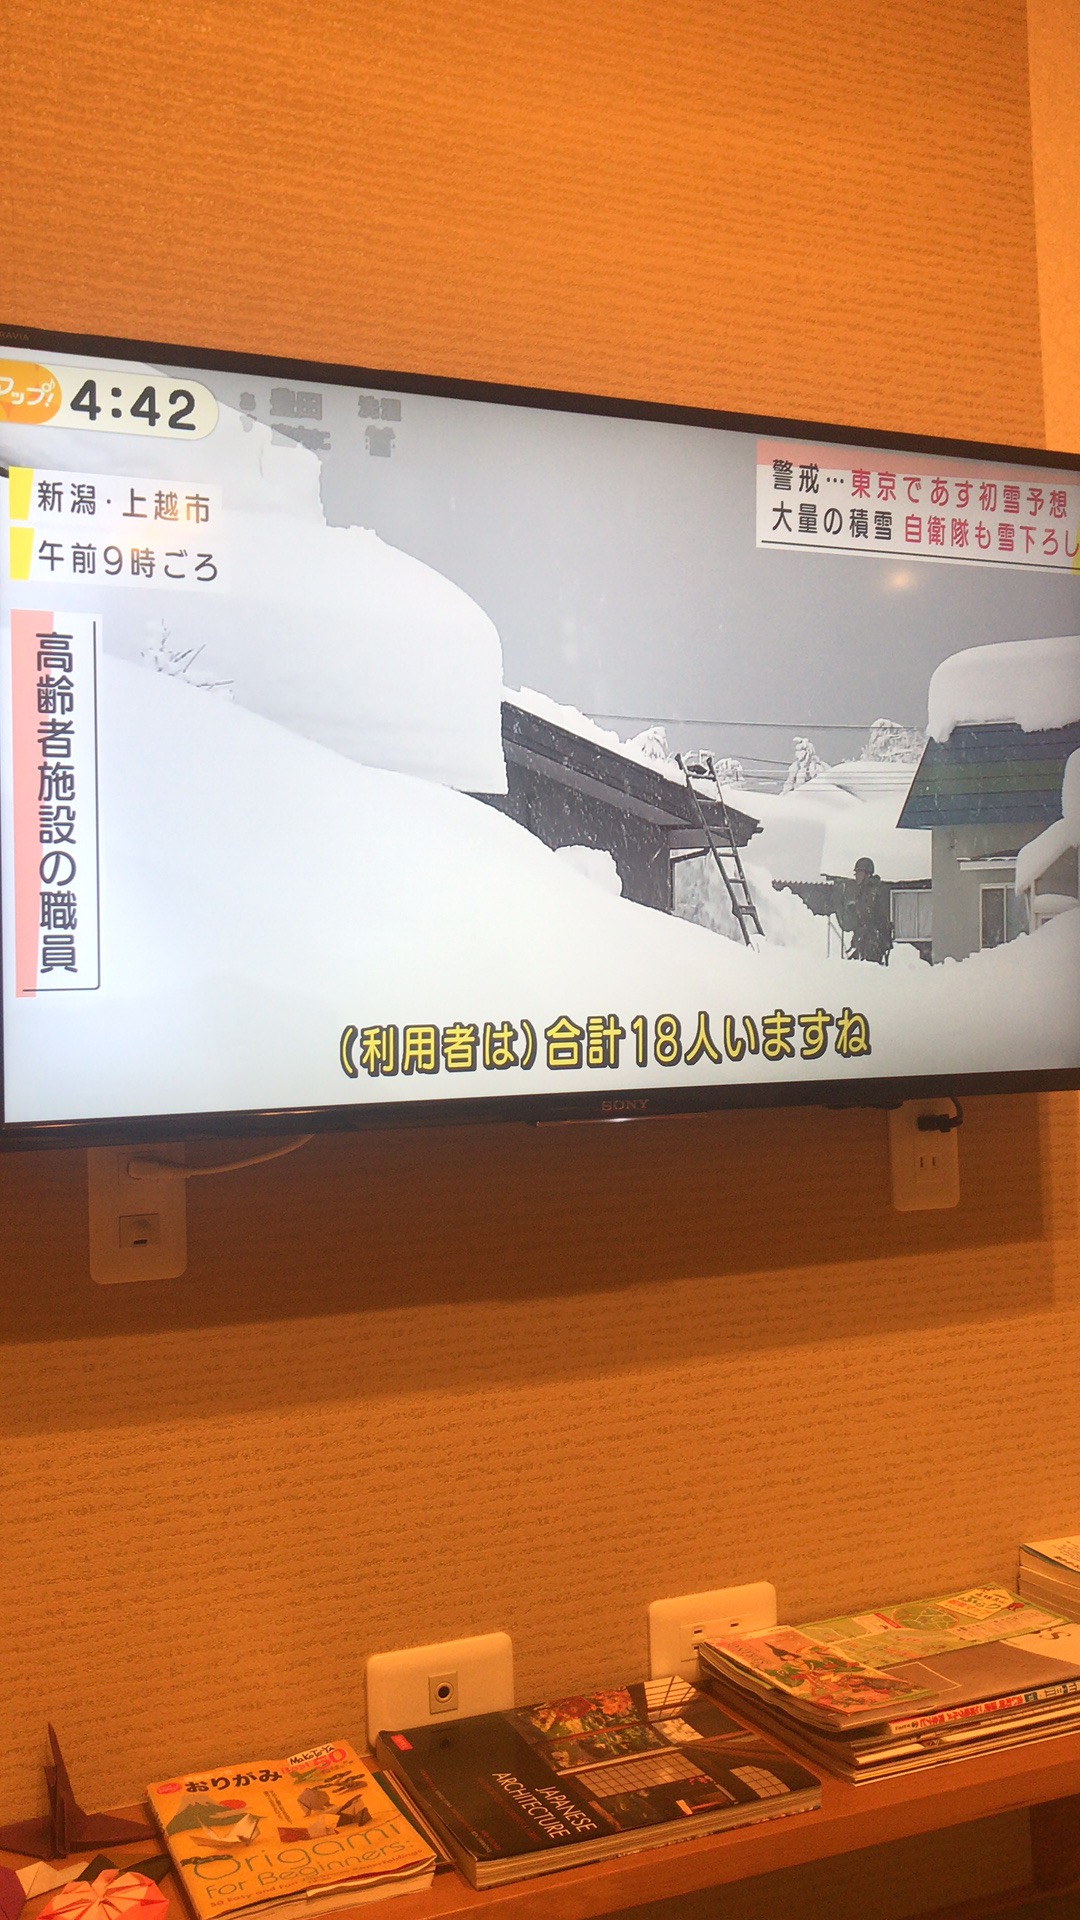 マップ!
4:42
警戒…東京であす初雪予想
大量の積雪 自衛隊も雪下ろし
新潟・上越市
午前9時ごろ
高齢者施設の職員
(利用者は)合計18人いますね
SONY
おりがみ
Origami
For Beginners
JAPANESE
ARCHITECTURE